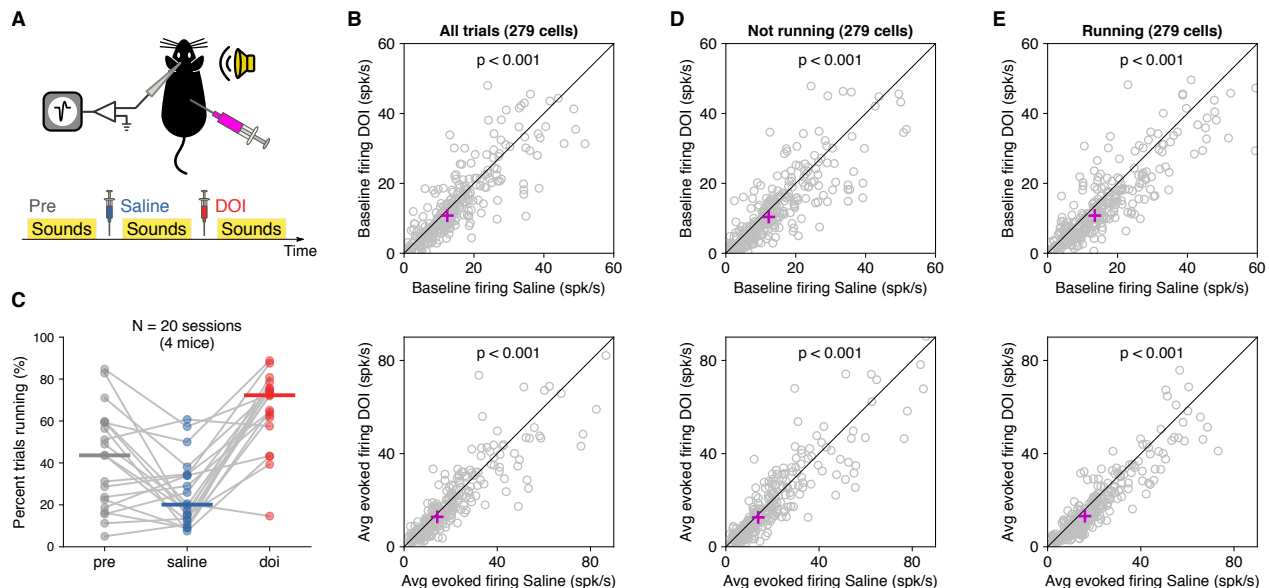 A
Pre
Saline
DOI
Sounds
Sounds
Sounds
Time
B
All trials (279 cells)
60
40
20
0
p < 0.001
Baseline firing DOI (spk/s)
0
20
40
60
Baseline firing Saline (spk/s)
80
40
0
p < 0.001
Avg evoked firing DOI (spk/s)
0
40
80
Avg evoked firing Saline (spk/s)
C
N = 20 sessions
(4 mice)
100
80
60
40
20
0
Percent trials running (%)
pre
saline
doi
D
Not running (279 cells)
60
40
20
0
p < 0.001
Baseline firing DOI (spk/s)
0
20
40
60
Baseline firing Saline (spk/s)
80
40
0
p < 0.001
Avg evoked firing DOI (spk/s)
0
40
80
Avg evoked firing Saline (spk/s)
E
Running (279 cells)
60
40
20
0
p < 0.001
Baseline firing DOI (spk/s)
0
20
40
60
Baseline firing Saline (spk/s)
80
40
0
p < 0.001
Avg evoked firing DOI (spk/s)
0
40
80
Avg evoked firing Saline (spk/s)